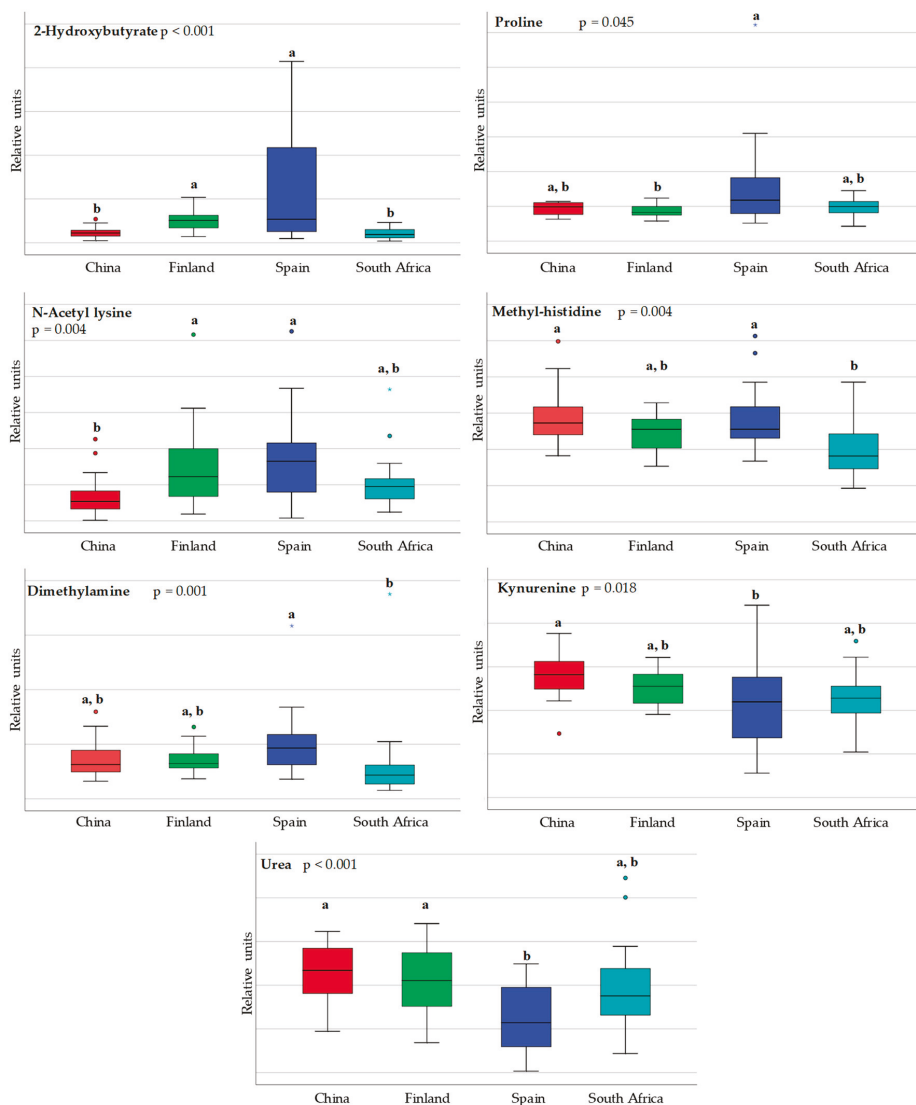 2-Hydroxybutyrate p < 0.001
a
a
b
b
Relative units
China Finland Spain South Africa
Proline p = 0.045
a
a, b
b
a, b
Relative units
China Finland Spain South Africa
N-Acetyl lysine
p = 0.004
a
a
a, b
b
Relative units
China Finland Spain South Africa
Methyl-histidine p = 0.004
a
a
a, b
b
Relative units
China Finland Spain South Africa
Dimethylamine p = 0.001
b
a
a, b
a, b
Relative units
China Finland Spain South Africa
Kynurenine p = 0.018
b
a
a, b
a, b
Relative units
China Finland Spain South Africa
Urea p < 0.001
a, b
a
a
b
Relative units
China Finland Spain South Africa